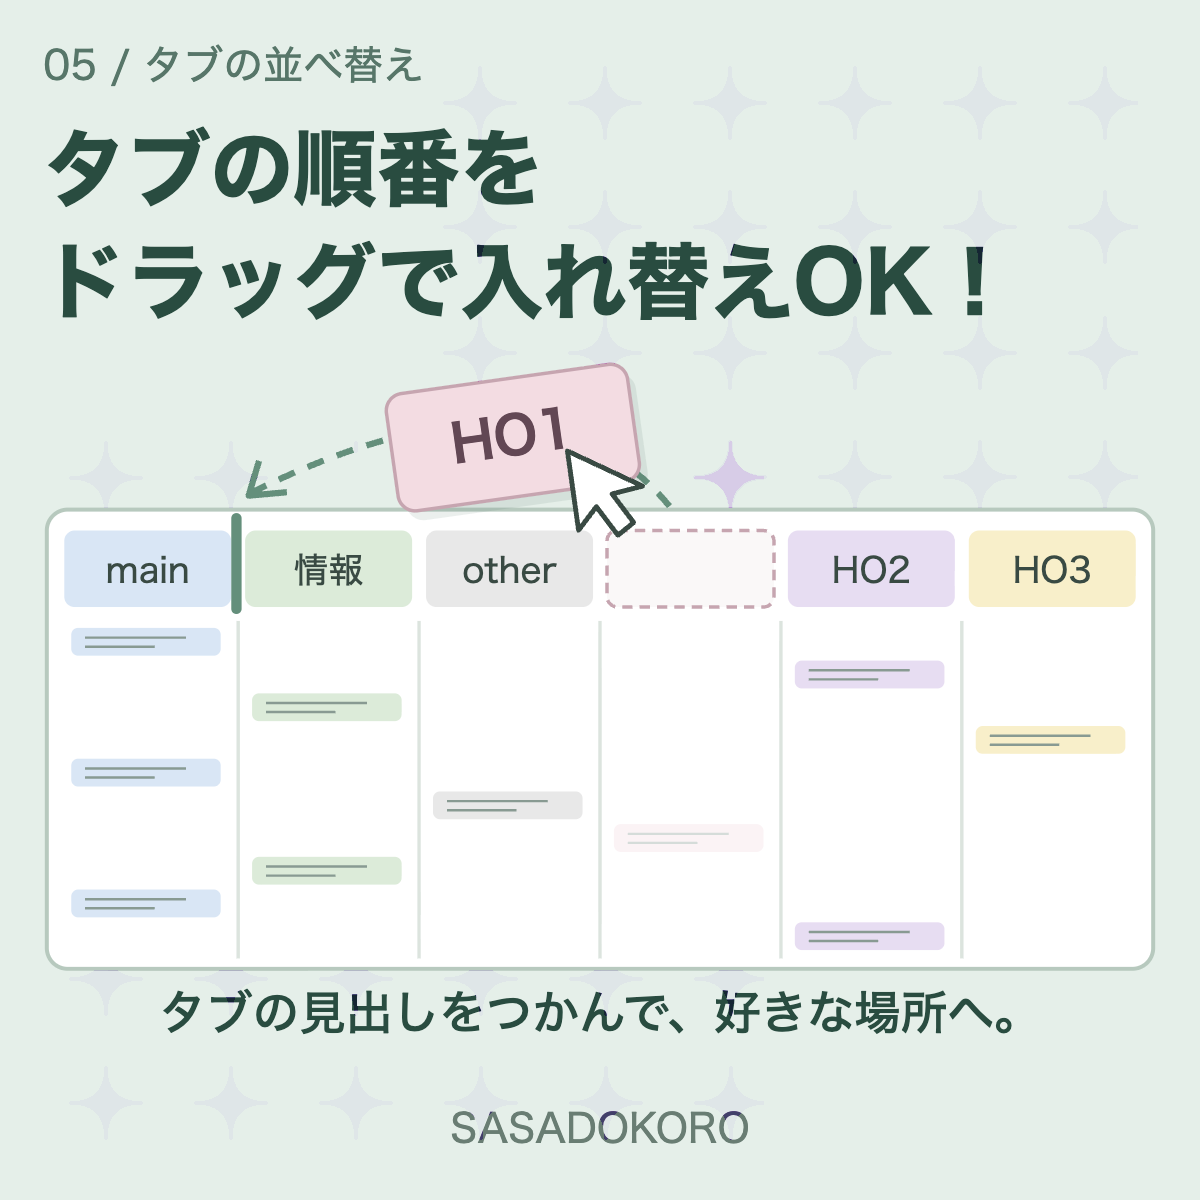 05 / タブの並べ替え
タブの順番を
ドラッグで入れ替えOK！
HO1
main
情報
other
HO2
HO3
タブの見出しをつかんで、好きな場所へ。
SASADOKORO